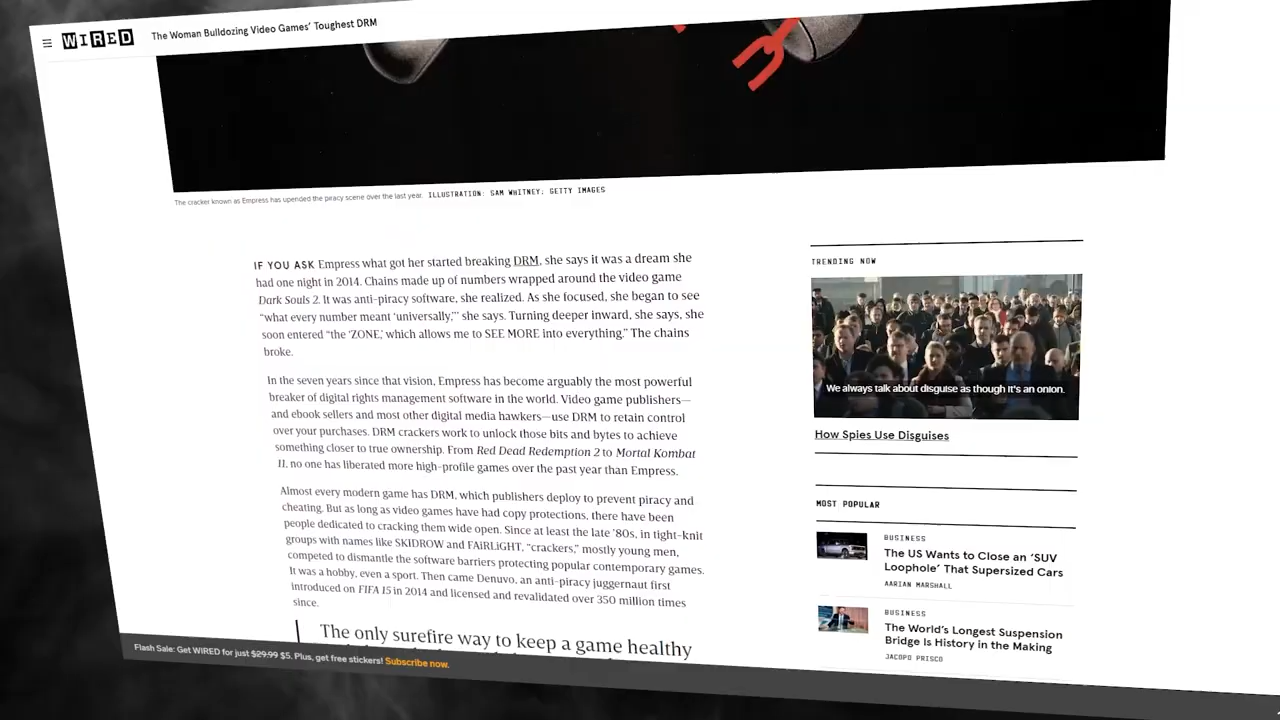 WIRED
The Woman Bulldozing Video Games' Toughest DRM
The cracker known as Empress has upended the piracy scene over the last year. ILLUSTRATION: SAM WHITNEY; GETTY IMAGES
IF YOU ASK Empress what got her started breaking DRM, she says it was a dream she
had one night in 2014. Chains made up of numbers wrapped around the video game
Dark Souls 2. It was anti-piracy software, she realized. As she focused, she began to see
"what every number meant 'universally,'" she says. Turning deeper inward, she says, she
soon entered "the 'ZONE,' which allows me to SEE MORE into everything." The chains
broke.
In the seven years since that vision, Empress has become arguably the most powerful
breaker of digital rights management software in the world. Video game publishers—
and ebook sellers and most other digital media hawkers—use DRM to retain control
over your purchases. DRM crackers work to unlock those bits and bytes to achieve
something closer to true ownership. From Red Dead Redemption 2 to Mortal Kombat
11, no one has liberated more high-profile games over the past year than Empress.
Almost every modern game has DRM, which publishers deploy to prevent piracy and
cheating. But as long as video games have had copy protections, there have been
people dedicated to cracking them wide open. Since at least the late '80s, in tight-knit
groups with names like SKIDROW and FAiRLiGHT, "crackers," mostly young men,
competed to dismantle the software barriers protecting popular contemporary games.
It was a hobby, even a sport. Then came Denuvo, an anti-piracy juggernaut first
introduced on FIFA 15 in 2014 and licensed and revalidated over 350 million times
since.
The only surefire way to keep a game healthy
TRENDING NOW
We always talk about disguise as though it's an onion.
How Spies Use Disguises
MOST POPULAR
BUSINESS
The US Wants to Close an 'SUV
Loophole' That Supersized Cars
AARIAN MARSHALL
BUSINESS
The World's Longest Suspension
Bridge Is History in the Making
JACOPO PRISCO
Flash Sale: Get WIRED for just $29.99 $5. Plus, get free stickers! Subscribe now.